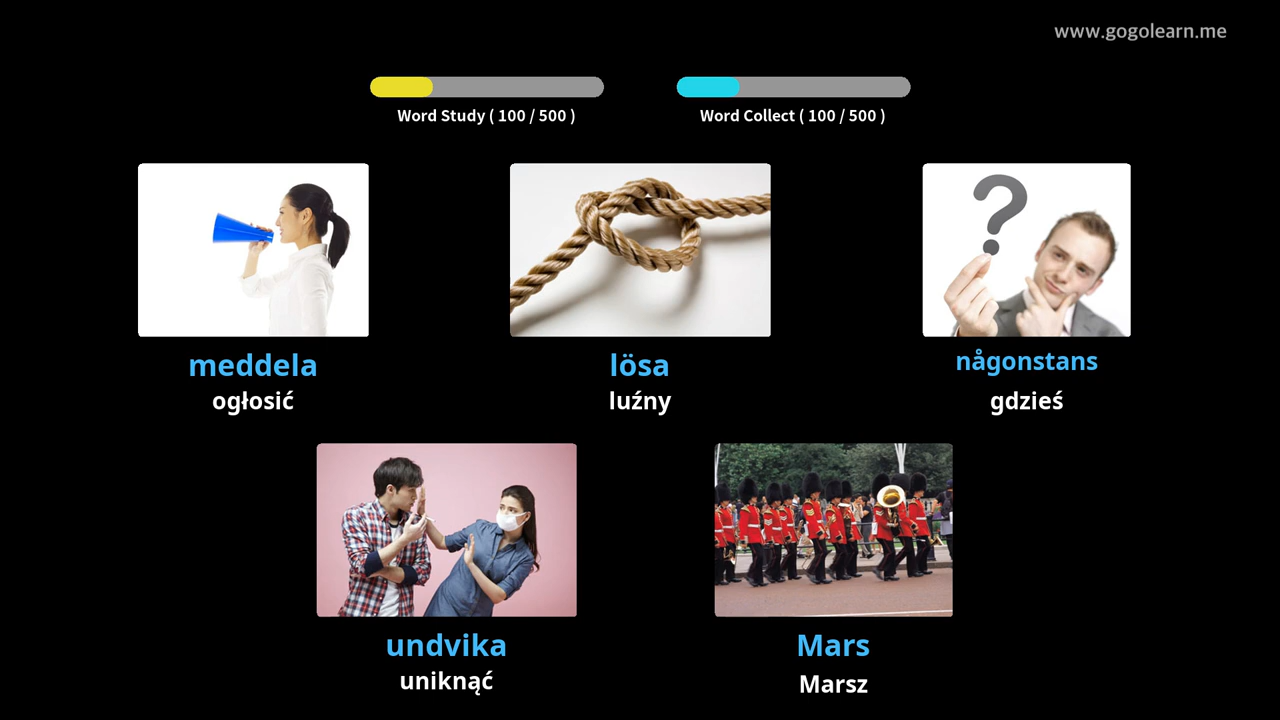 www.gogolearn.me
Word Study ( 100 / 500 )
Word Collect ( 100 / 500 )
meddela
ogłosić
lösa
luźny
någonstans
gdzieś
undvika
uniknąć
Mars
Marsz